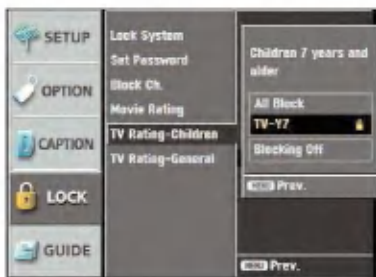 SETUP
OPTION
CAPTION
LOCK
GUIDE
Lock System
Set Password
Block Ch.
Movie Rating
TV Rating-Children
TV Rating-General
Children 7 years and
older
All Block
TV-Y7
Blocking Off
MENU Prev.
MENU Prev.